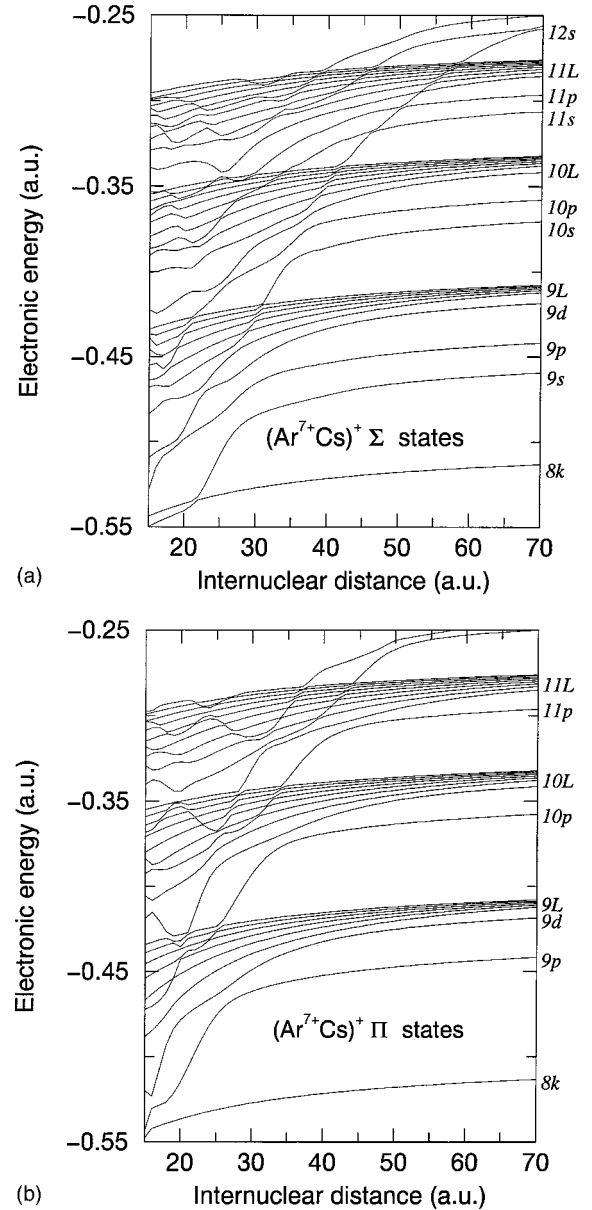 −0.25
12s
11L
11p
11s
−0.35
10L
10p
10s
9L
9d
−0.45
9p
9s
(Ar⁷⁺Cs)⁺ Σ states
8k
−0.55
Electronic energy (a.u.)
20 30 40 50 60 70
(a)
Internuclear distance (a.u.)
−0.25
11L
11p
−0.35
10L
10p
9L
9d
−0.45
9p
(Ar⁷⁺Cs)⁺ Π states
8k
−0.55
Electronic energy (a.u.)
20 30 40 50 60 70
(b)
Internuclear distance (a.u.)